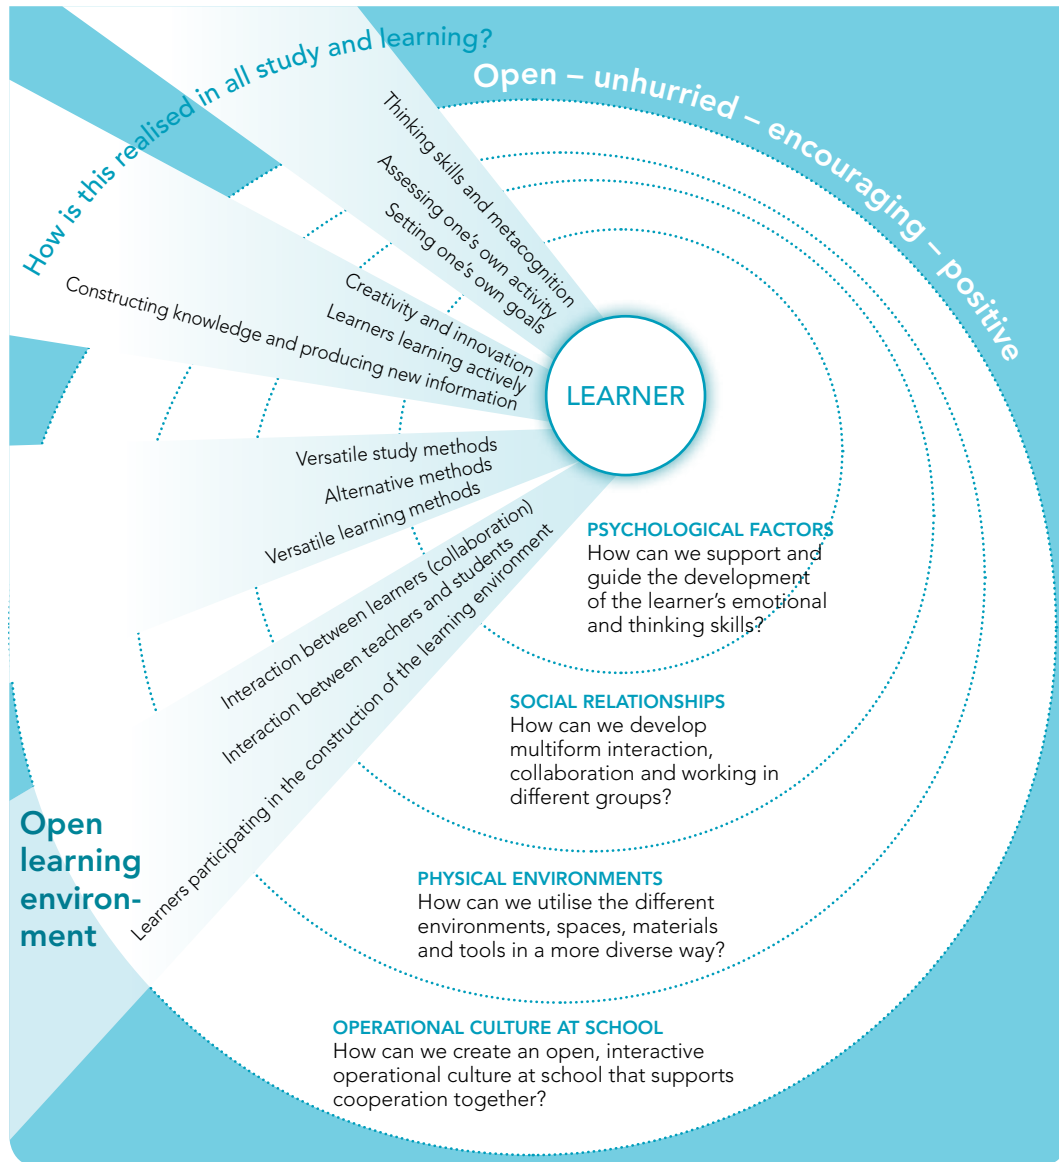 How is this realised in all study and learning?
Open – unhurried – encouraging – positive
Thinking skills and metacognition
Assessing one's own activity
Setting one's own goals
Creativity and innovation
Learners learning actively
Constructing knowledge and producing new information
LEARNER
Versatile study methods
Alternative methods
Versatile learning methods
Interaction between learners (collaboration)
Interaction between teachers and students
Learners participating in the construction of the learning environment
PSYCHOLOGICAL FACTORS
How can we support and
guide the development
of the learner's emotional
and thinking skills?
SOCIAL RELATIONSHIPS
How can we develop
multiform interaction,
collaboration and working in
different groups?
Open
learning
environ-
ment
PHYSICAL ENVIRONMENTS
How can we utilise the different
environments, spaces, materials
and tools in a more diverse way?
OPERATIONAL CULTURE AT SCHOOL
How can we create an open, interactive
operational culture at school that supports
cooperation together?